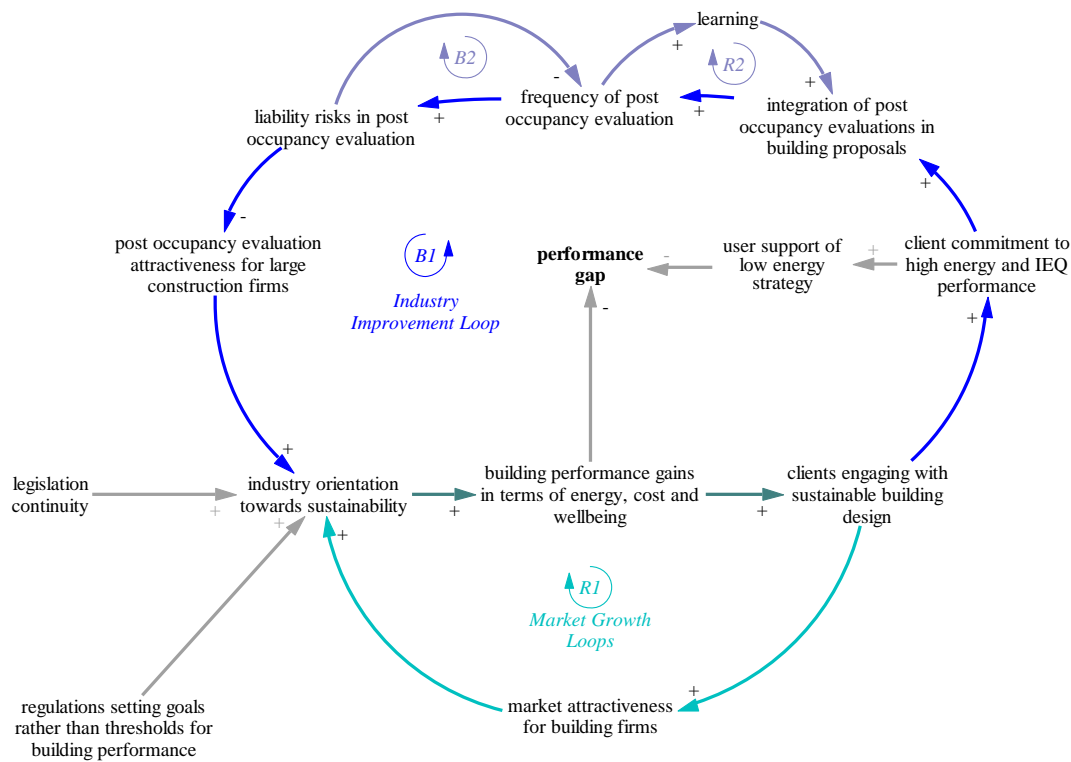 learning
+
+
B2
R2
-
frequency of post
occupancy evaluation
+
+
integration of post
occupancy evaluations in
building proposals
liability risks in post
occupancy evaluation
+
-
post occupancy evaluation
attractiveness for large
construction firms
B1
Industry
Improvement Loop
performance
gap
-
-
user support of
low energy
strategy
+
client commitment to
high energy and IEQ
performance
+
+
legislation
continuity
+
+
+
industry orientation
towards sustainability
+
+
building performance gains
in terms of energy, cost and
wellbeing
+
clients engaging with
sustainable building
design
R1
Market Growth
Loops
+
market attractiveness
for building firms
regulations setting goals
rather than thresholds for
building performance